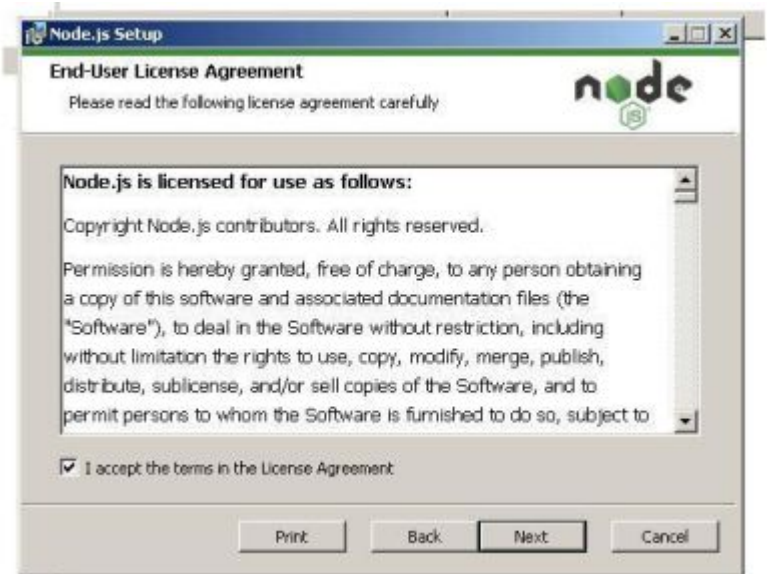 Node.js Setup
End-User License Agreement
Please read the following license agreement carefully
node
JS
Node.js is licensed for use as follows:
Copyright Node.js contributors. All rights reserved.
Permission is hereby granted, free of charge, to any person obtaining
a copy of this software and associated documentation files (the
"Software"), to deal in the Software without restriction, including
without limitation the rights to use, copy, modify, merge, publish,
distribute, sublicense, and/or sell copies of the Software, and to
permit persons to whom the Software is furnished to do so, subject to
I accept the terms in the License Agreement
Print Back Next Cancel